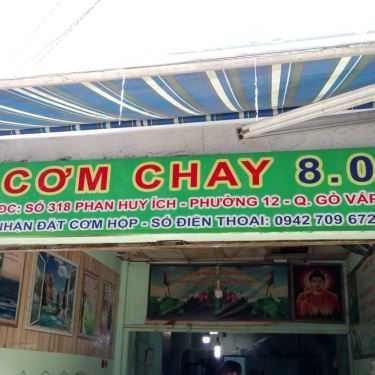 CƠM CHAY 8.0
ĐC: SỐ 318 PHAN HUY ÍCH - PHƯỜNG 12 - Q. GÒ VẤP
NHẬN ĐẶT CƠM HỘP - SỐ ĐIỆN THOẠI: 0942 709 672